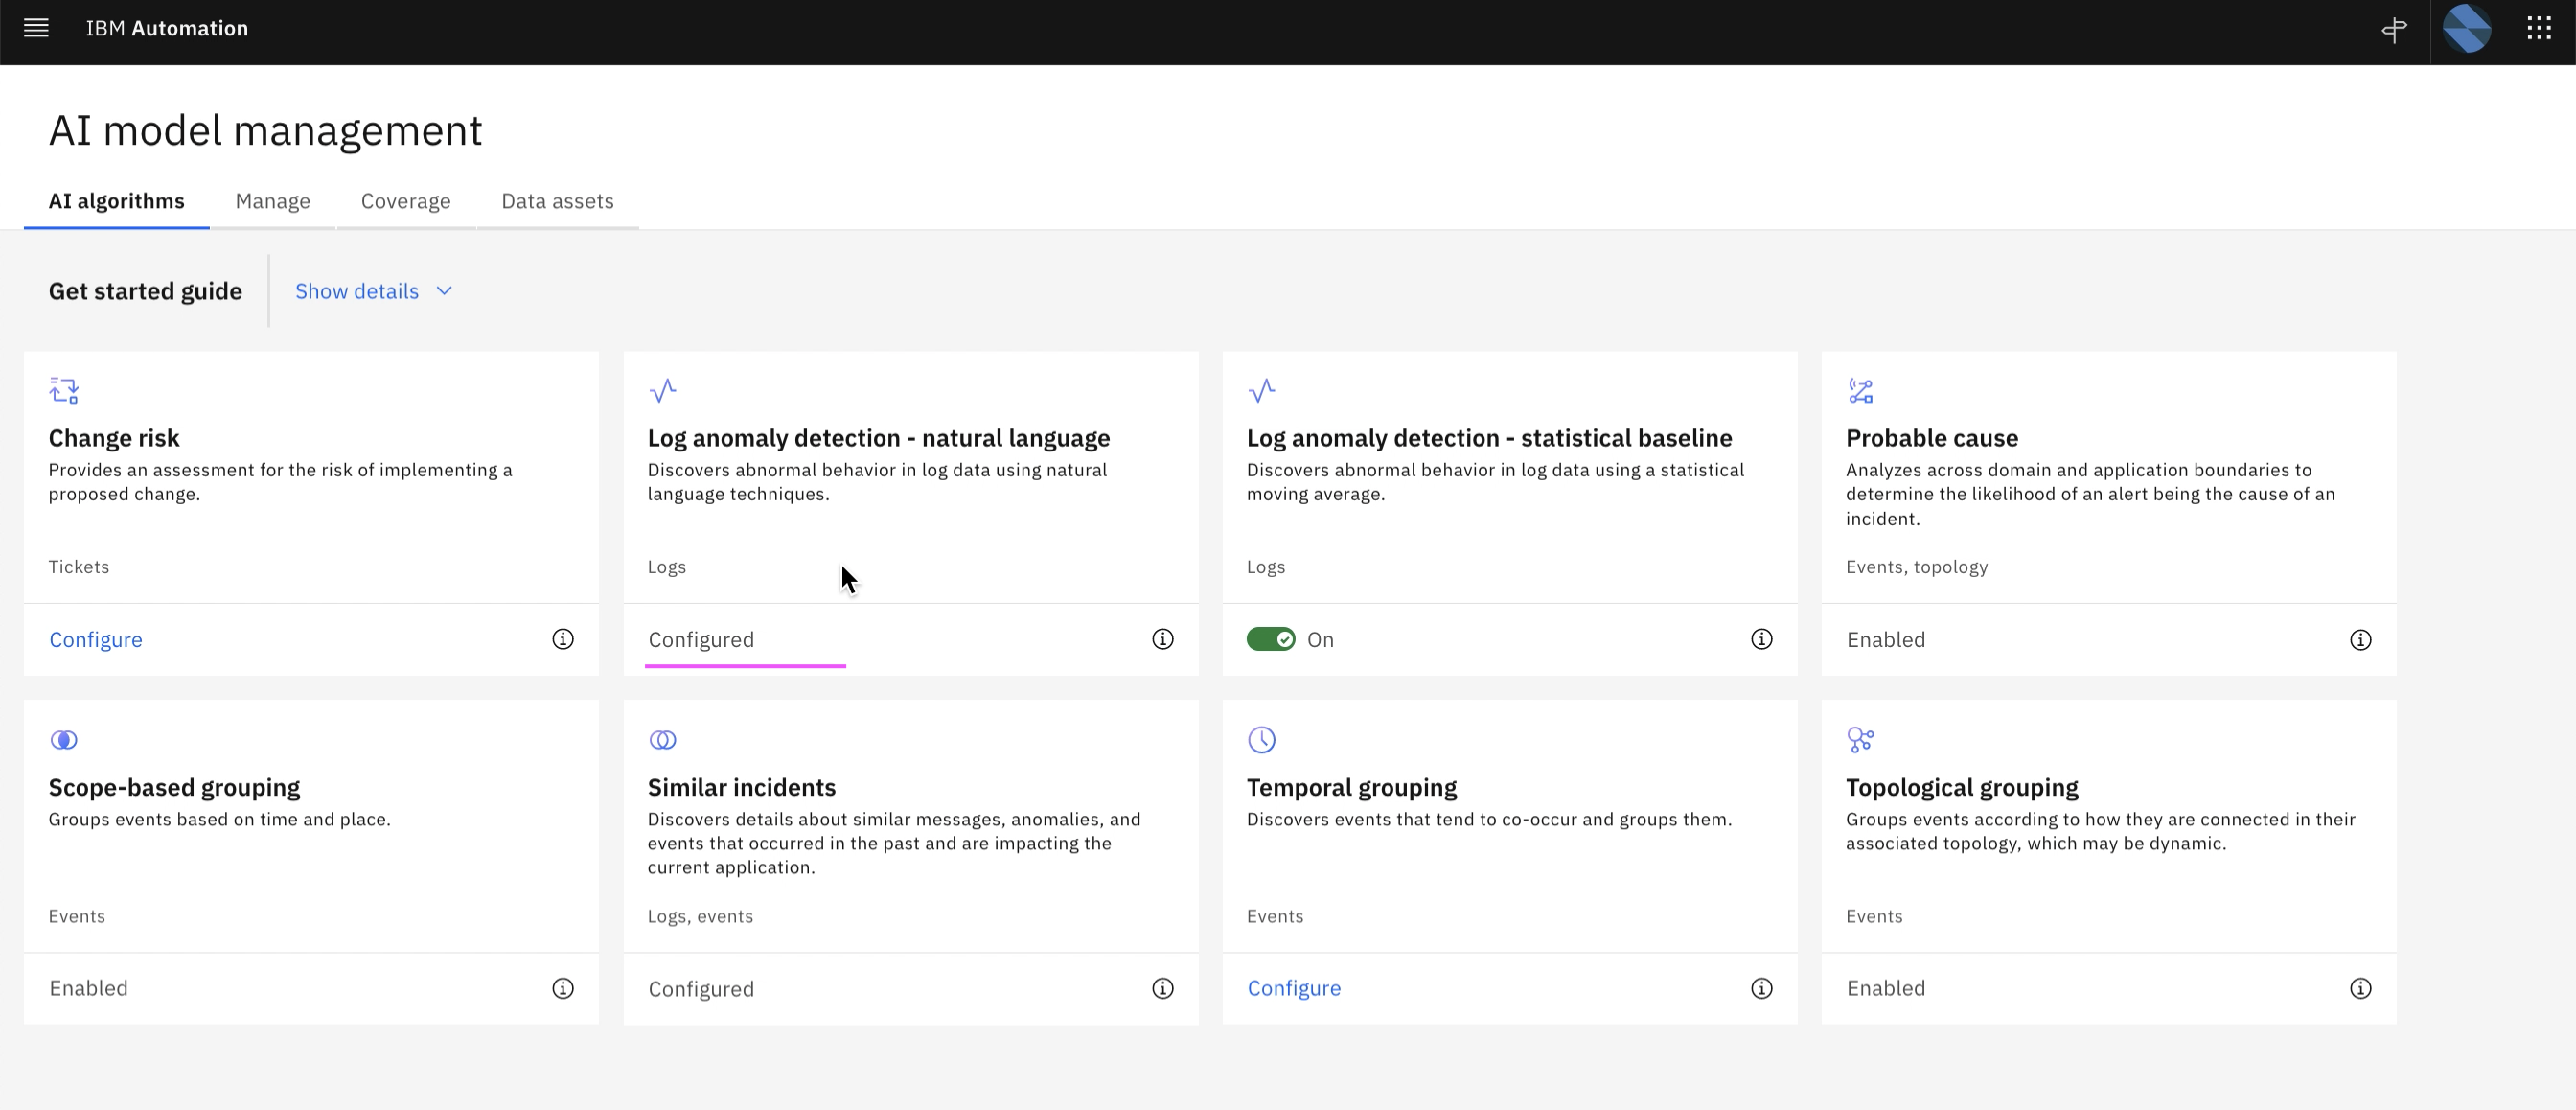 IBM Automation
AI model management
AI algorithms
Manage
Coverage
Data assets
Get started guide
Show details
Change risk
Provides an assessment for the risk of implementing a
proposed change.
Tickets
Configure
Log anomaly detection - natural language
Discovers abnormal behavior in log data using natural
language techniques.
Logs
Configured
Log anomaly detection - statistical baseline
Discovers abnormal behavior in log data using a statistical
moving average.
Logs
On
Probable cause
Analyzes across domain and application boundaries to
determine the likelihood of an alert being the cause of an
incident.
Events, topology
Enabled
Scope-based grouping
Groups events based on time and place.
Events
Enabled
Similar incidents
Discovers details about similar messages, anomalies, and
events that occurred in the past and are impacting the
current application.
Logs, events
Configured
Temporal grouping
Discovers events that tend to co-occur and groups them.
Events
Configure
Topological grouping
Groups events according to how they are connected in their
associated topology, which may be dynamic.
Events
Enabled